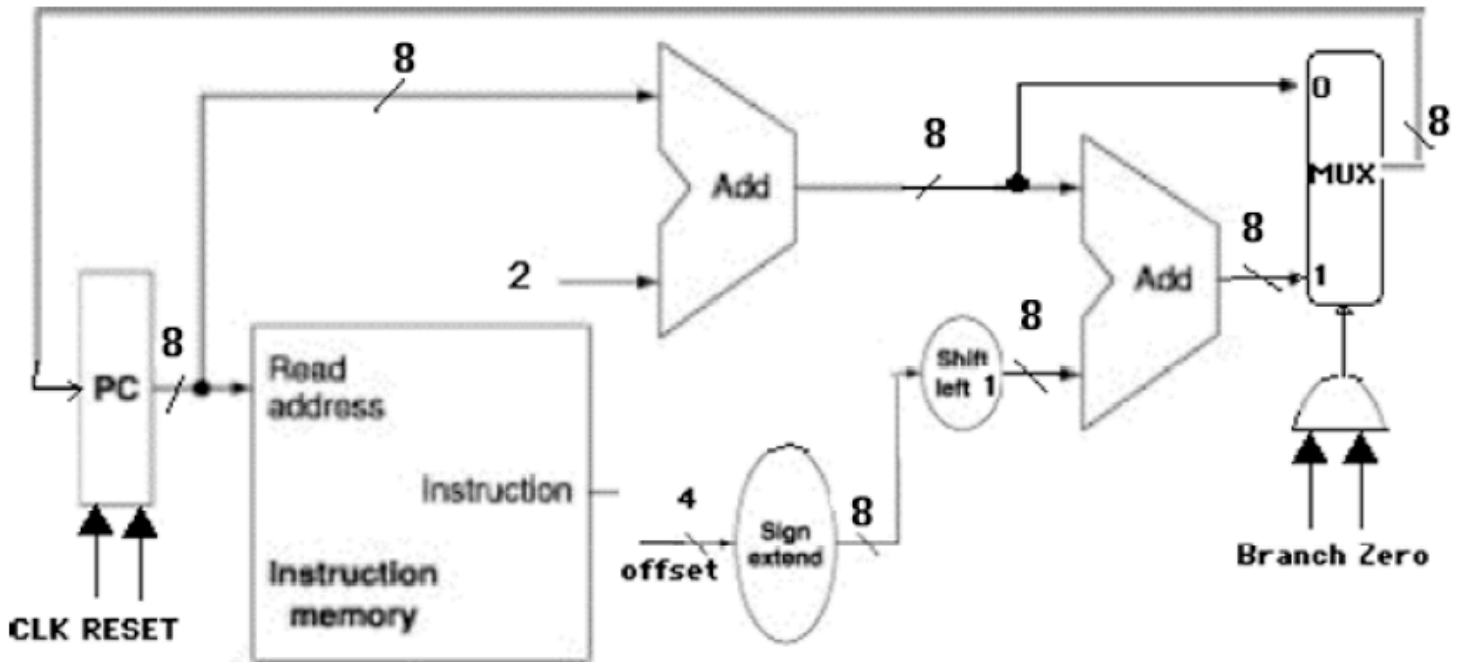 8
0
8
8
Add
MUX
2
8
1
Add
8
8
Shift
left 1
PC
Read
address
Instruction
4
8
Sign
extend
offset
Branch Zero
Instruction
memory
CLK RESET